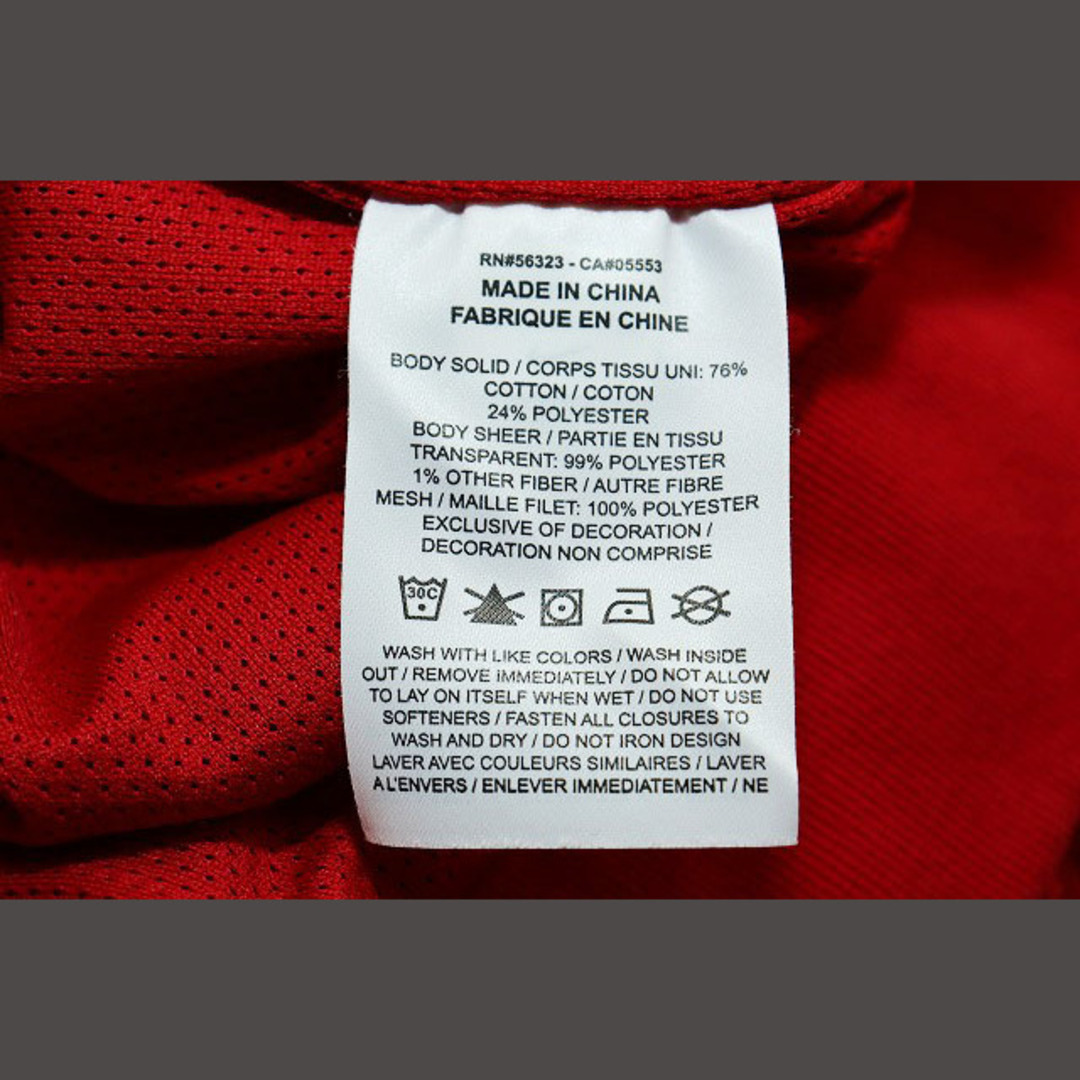 RN#56323 - CA#05553
MADE IN CHINA
FABRIQUE EN CHINE
BODY SOLID / CORPS TISSU UNI: 76%
COTTON / COTON
24% POLYESTER
BODY SHEER / PARTIE EN TISSU
TRANSPARENT: 99% POLYESTER
1% OTHER FIBER / AUTRE FIBRE
MESH / MAILLE FILET: 100% POLYESTER
EXCLUSIVE OF DECORATION /
DECORATION NON COMPRISE
30C
WASH WITH LIKE COLORS / WASH INSIDE
OUT / REMOVE IMMEDIATELY / DO NOT ALLOW
TO LAY ON ITSELF WHEN WET / DO NOT USE
SOFTENERS / FASTEN ALL CLOSURES TO
WASH AND DRY / DO NOT IRON DESIGN
LAVER AVEC COULEURS SIMILAIRES / LAVER
A L'ENVERS / ENLEVER IMMEDIATEMENT / NE